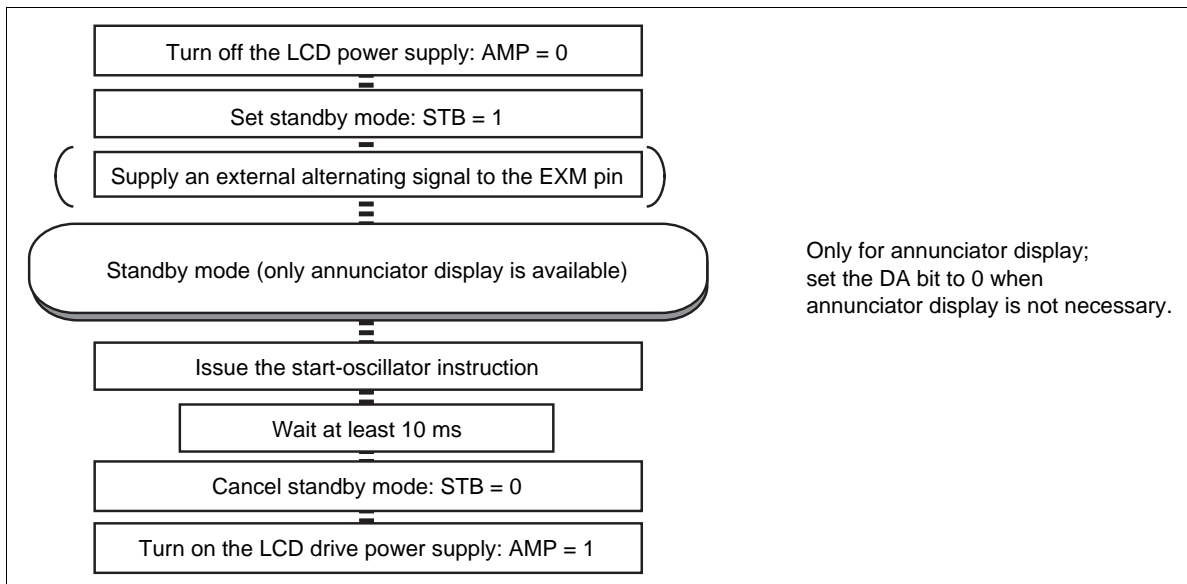 Turn off the LCD power supply: AMP = 0
Set standby mode: STB = 1
Supply an external alternating signal to the EXM pin
Standby mode (only annunciator display is available)
Only for annunciator display;
set the DA bit to 0 when
annunciator display is not necessary.
Issue the start-oscillator instruction
Wait at least 10 ms
Cancel standby mode: STB = 0
Turn on the LCD drive power supply: AMP = 1